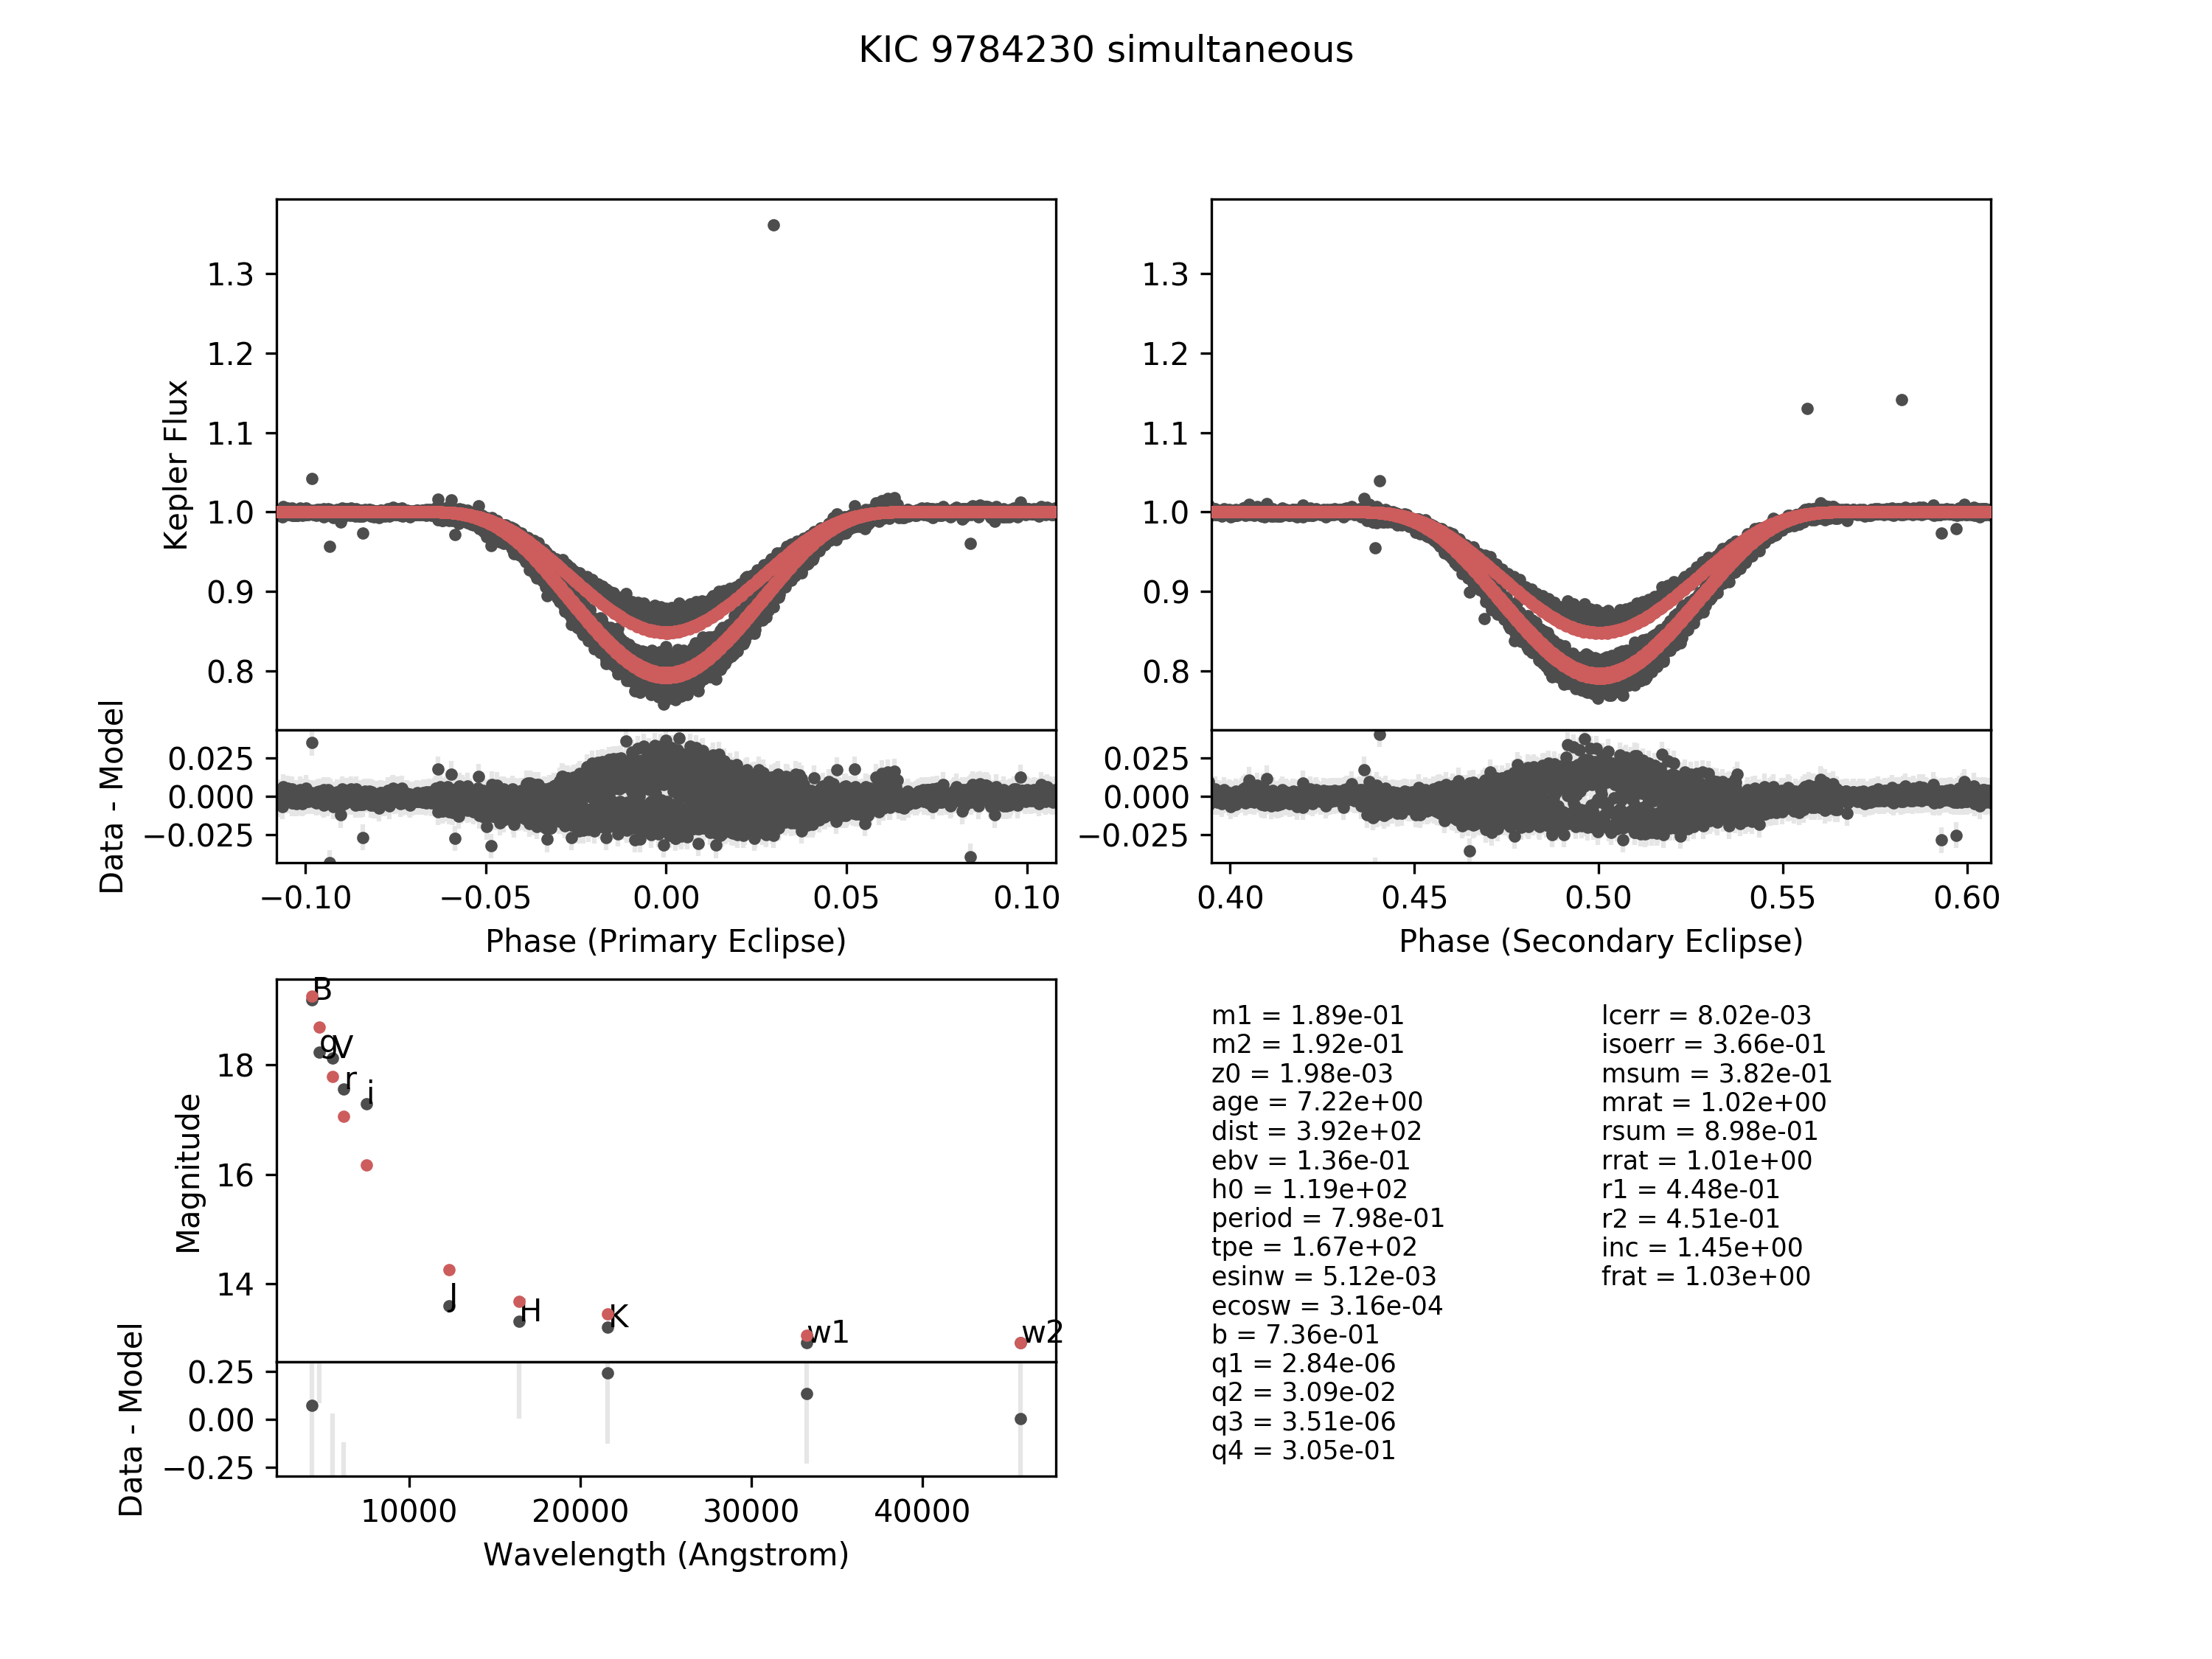 KIC 9784230 simultaneous
Kepler Flux
1.3
1.2
1.1
1.0
0.9
0.8
1.3
1.2
1.1
1.0
0.9
0.8
Data - Model
0.025
0.000
−0.025
0.025
0.000
−0.025
−0.10 −0.05 0.00 0.05 0.10
0.40 0.45 0.50 0.55 0.60
Phase (Primary Eclipse)
Phase (Secondary Eclipse)
Magnitude
18
16
14
B
g
V
r
i
J
H
K
w1
w2
Data - Model
0.25
0.00
−0.25
10000 20000 30000 40000
Wavelength (Angstrom)
m1 = 1.89e-01
m2 = 1.92e-01
z0 = 1.98e-03
age = 7.22e+00
dist = 3.92e+02
ebv = 1.36e-01
h0 = 1.19e+02
period = 7.98e-01
tpe = 1.67e+02
esinw = 5.12e-03
ecosw = 3.16e-04
b = 7.36e-01
q1 = 2.84e-06
q2 = 3.09e-02
q3 = 3.51e-06
q4 = 3.05e-01
lcerr = 8.02e-03
isoerr = 3.66e-01
msum = 3.82e-01
mrat = 1.02e+00
rsum = 8.98e-01
rrat = 1.01e+00
r1 = 4.48e-01
r2 = 4.51e-01
inc = 1.45e+00
frat = 1.03e+00